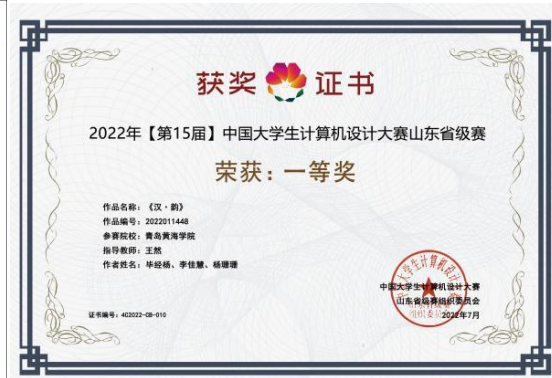 获奖证书
2022年【第15届】中国大学生计算机设计大赛山东省级赛
荣获：一等奖
作品名称：《汉·韵》
作品编号：2022011448
参赛院校：青岛黄海学院
指导教师：王然
作者姓名：毕经杨、李佳慧、杨珊珊
中国大学生计算机设计大赛
山东省级赛组织委员会
证书编号：402022-08-010
2022年7月